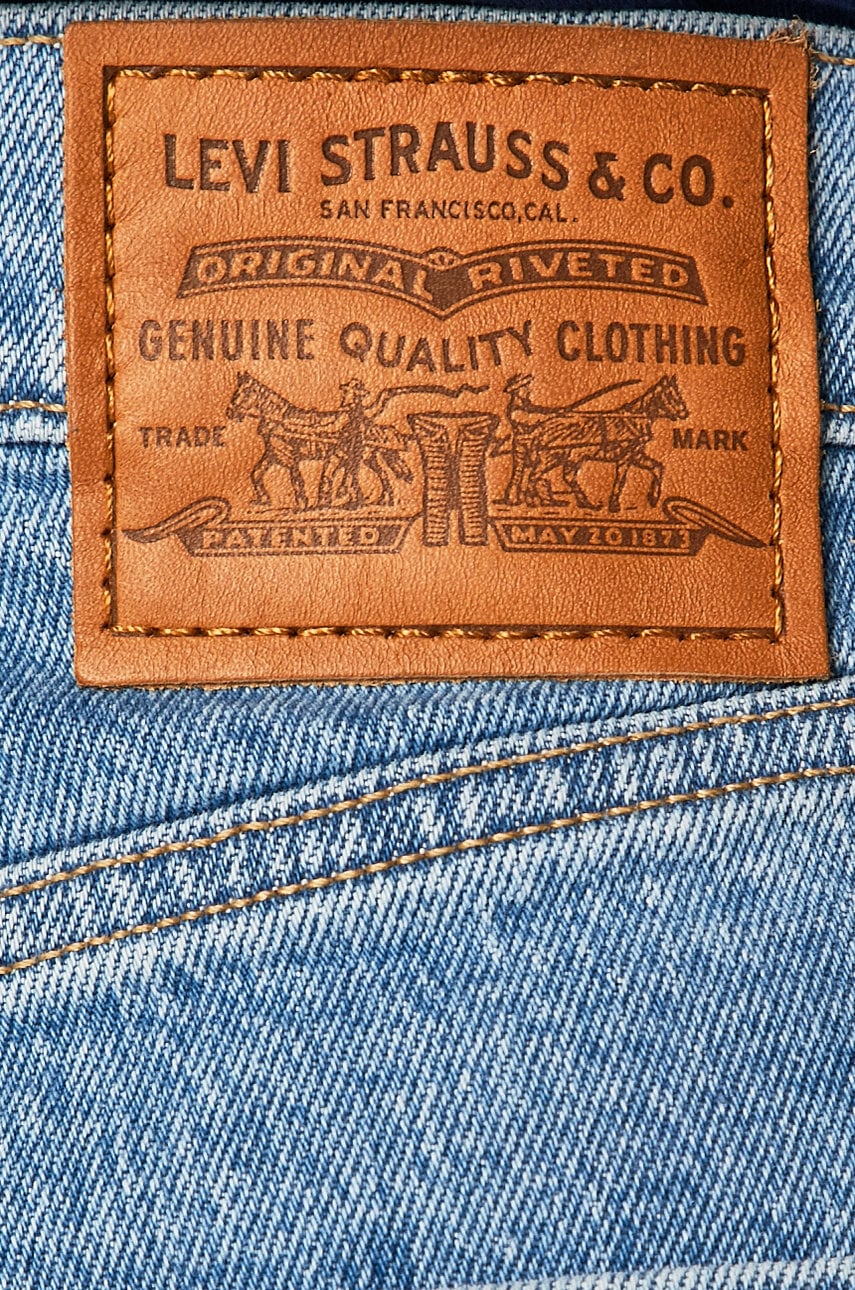 LEVI STRAUSS & CO.
SAN FRANCISCO, CAL.
ORIGINAL RIVETED
GENUINE QUALITY CLOTHING
TRADE MARK
PATENTED MAY 20 1873